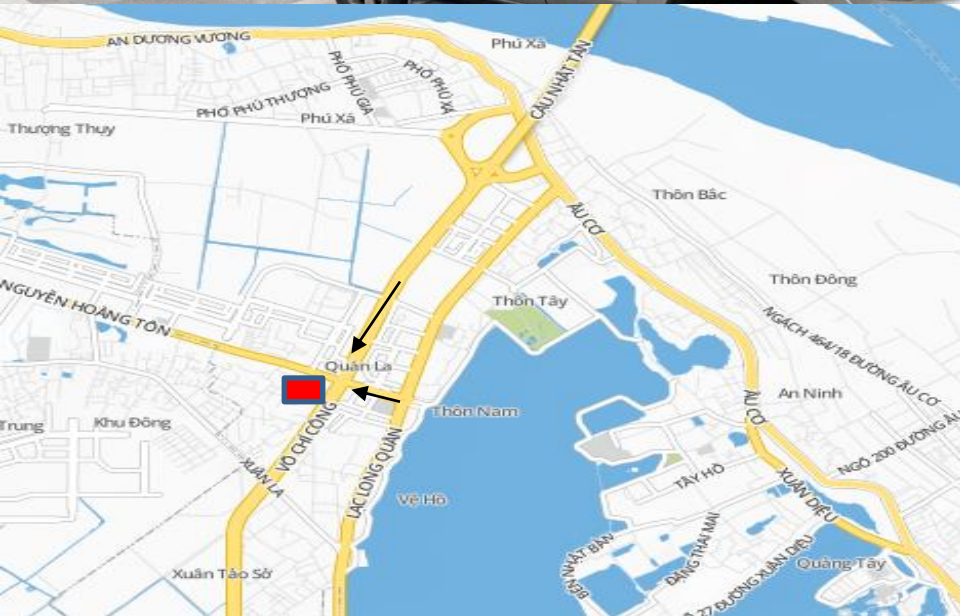 AN DƯƠNG VƯƠNG
Phú Xá
CẦU NHẬT TÂN
PHỐ PHÚ GIA
PHỐ PHÚ XÁ
PHỐ PHÚ THƯỢNG
Phú Xá
Thượng Thụy
Thôn Bắc
ÂU CƠ
Thôn Đông
NGUYỄN HOÀNG TÔN
Thôn Tây
NGÁCH 464/18 ĐƯỜNG ÂU CƠ
Quán La
An Ninh
Trung
Khu Đông
VÕ CHÍ CÔNG
Thôn Nam
ÂU CƠ
NGÕ 200 ĐƯỜNG ÂU
XUÂN LA
LẠC LONG QUÂN
TÂY HỒ
XUÂN DIỆU
Vệ Hồ
BẾN NHẬT BẢN
ĐẶNG THAI MAI
27 ĐƯỜNG XUÂN DIỆU
Quảng Tây
Xuân Tảo Sở